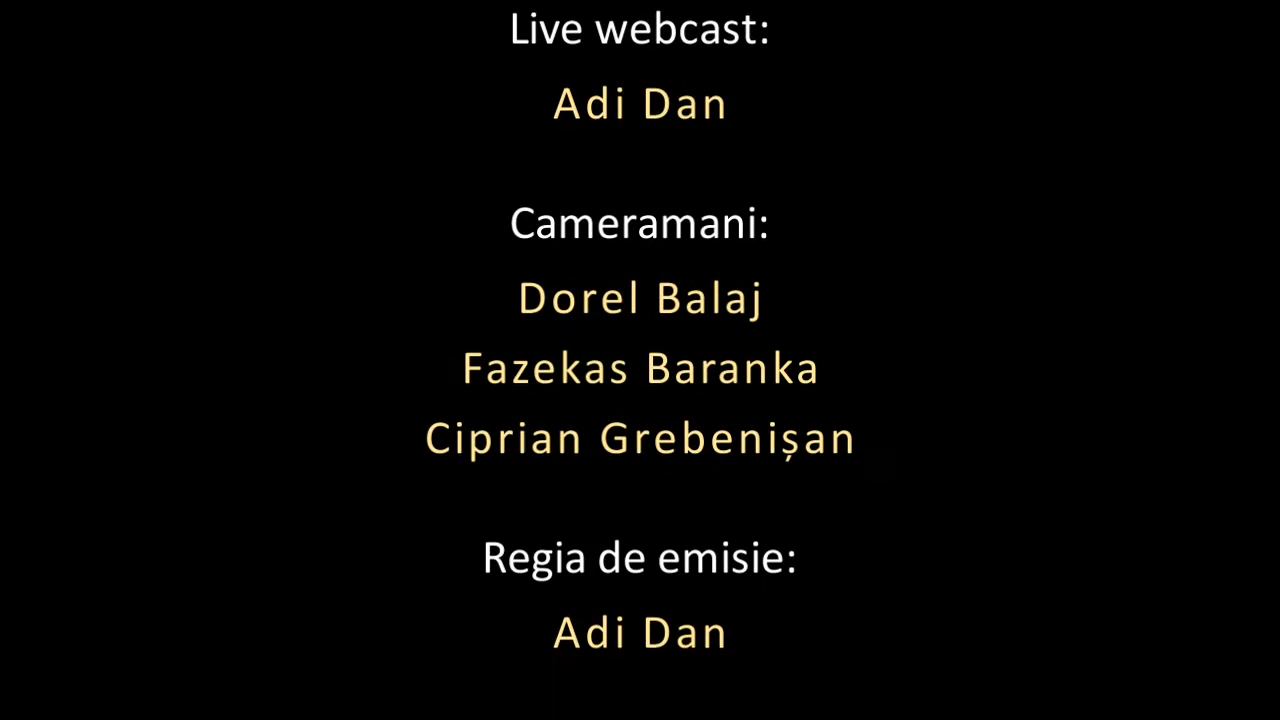 Live webcast:
Adi Dan
Cameramani:
Dorel Balaj
Fazekas Baranka
Ciprian Grebenișan
Regia de emisie:
Adi Dan